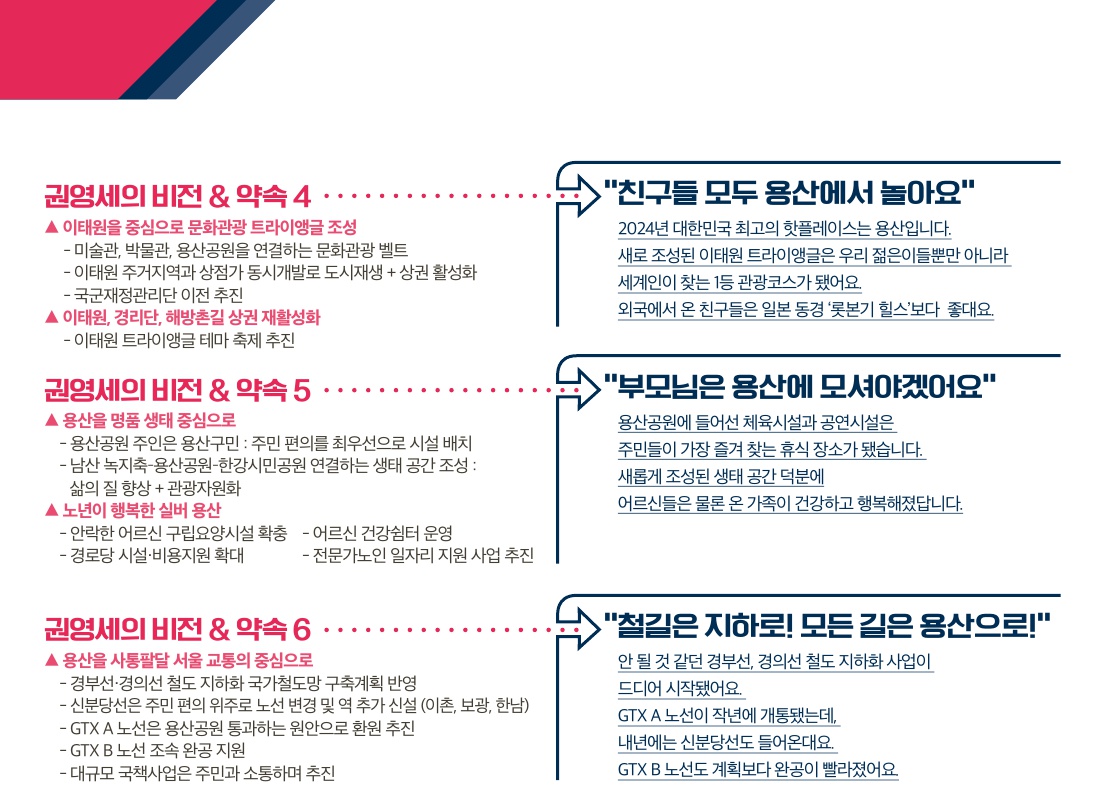 권영세의 비전 & 약속 4
▲ 이태원을 중심으로 문화관광 트라이앵글 조성
- 미술관, 박물관, 용산공원을 연결하는 문화관광 벨트
- 이태원 주거지역과 상점가 동시개발로 도시재생 + 상권 활성화
- 국군재정관리단 이전 추진
▲ 이태원, 경리단, 해방촌길 상권 재활성화
- 이태원 트라이앵글 테마 축제 추진
"친구들 모두 용산에서 놀아요"
2024년 대한민국 최고의 핫플레이스는 용산입니다.
새로 조성된 이태원 트라이앵글은 우리 젊은이들뿐만 아니라
세계인이 찾는 1등 관광코스가 됐어요.
외국에서 온 친구들은 일본 동경 ‘롯본기 힐스’보다 좋대요.
권영세의 비전 & 약속 5
▲ 용산을 명품 생태 중심으로
- 용산공원 주인은 용산구민 : 주민 편의를 최우선으로 시설 배치
- 남산 녹지축-용산공원-한강시민공원 연결하는 생태 공간 조성 :
삶의 질 향상 + 관광자원화
▲ 노년이 행복한 실버 용산
- 안락한 어르신 구립요양시설 확충 - 어르신 건강쉼터 운영
- 경로당 시설·비용지원 확대 - 전문가노인 일자리 지원 사업 추진
"부모님은 용산에 모셔야겠어요"
용산공원에 들어선 체육시설과 공연시설은
주민들이 가장 즐겨 찾는 휴식 장소가 됐습니다.
새롭게 조성된 생태 공간 덕분에
어르신들은 물론 온 가족이 건강하고 행복해졌답니다.
권영세의 비전 & 약속 6
▲ 용산을 사통팔달 서울 교통의 중심으로
- 경부선·경의선 철도 지하화 국가철도망 구축계획 반영
- 신분당선은 주민 편의 위주로 노선 변경 및 역 추가 신설 (이촌, 보광, 한남)
- GTX A 노선은 용산공원 통과하는 원안으로 환원 추진
- GTX B 노선 조속 완공 지원
- 대규모 국책사업은 주민과 소통하며 추진
"철길은 지하로! 모든 길은 용산으로!"
안 될 것 같던 경부선, 경의선 철도 지하화 사업이
드디어 시작됐어요.
GTX A 노선이 작년에 개통됐는데,
내년에는 신분당선도 들어온대요.
GTX B 노선도 계획보다 완공이 빨라졌어요.